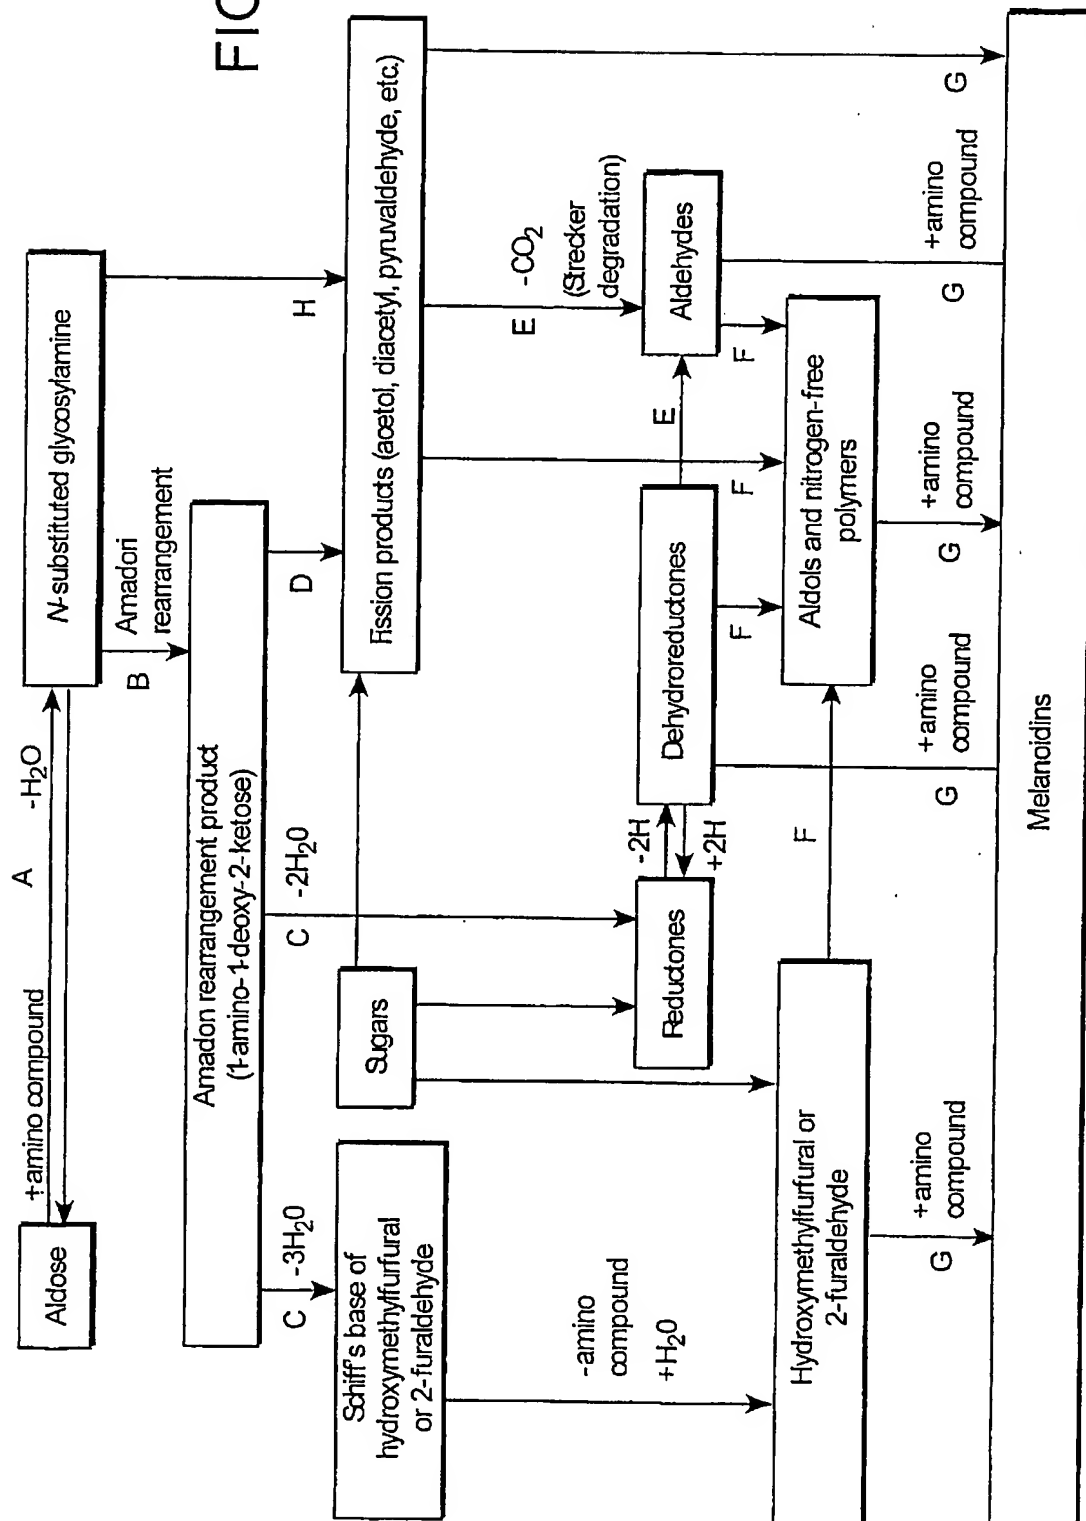 FIG
Aldose
+amino compound
A
-H₂O
N-substituted glycosylamine
B
Amadori
rearrangement
Amadori rearrangement product
(1-amino-1-deoxy-2-ketose)
C
-3H₂0
C
-2H₂0
D
H
Schiff's base of
hydroxymethylfurfural
or 2-furaldehyde
Sugars
Fission products (acetol, diacetyl, pyruvaldehyde, etc.)
-amino
compound
+H₂O
E
-CO₂
(Strecker
degradation)
Reductones
-2H
+2H
Dehydroreductones
E
Aldehydes
F
F
F
Hydroxymethylfurfural or
2-furaldehyde
F
Aldols and nitrogen-free
polymers
G
+amino
compound
G
+amino
compound
G
+amino
compound
G
+amino
compound
G
Melanoidins